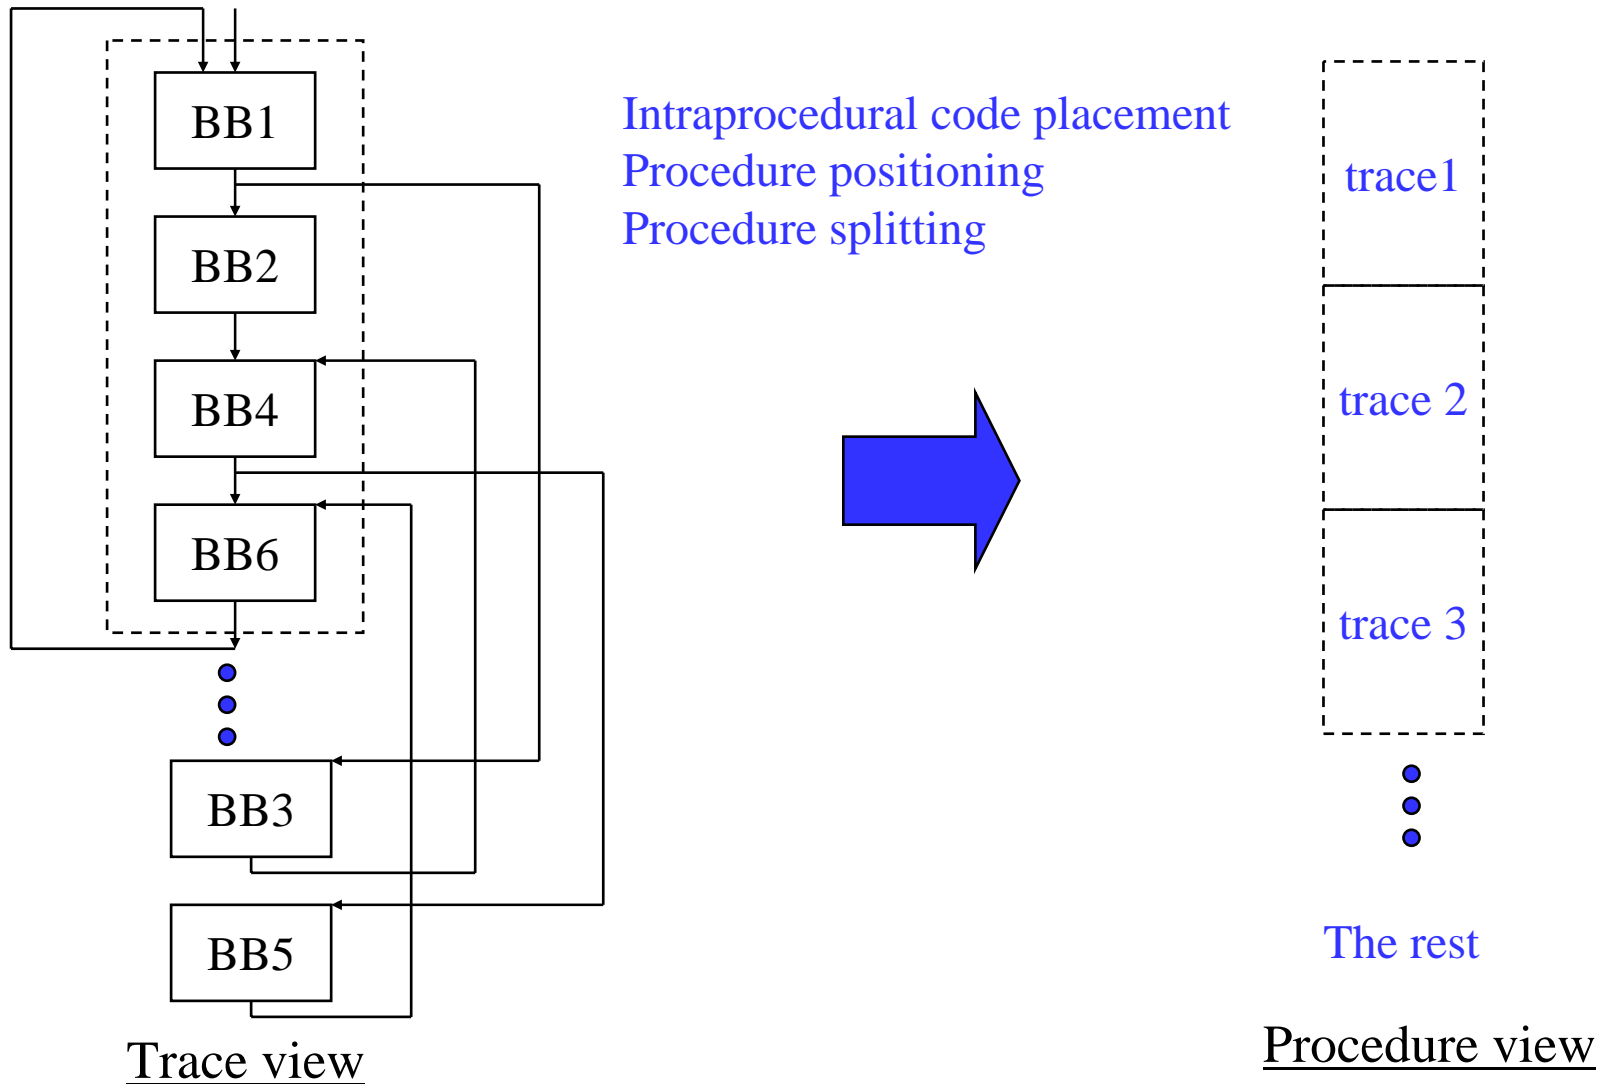 BB1
BB2
BB4
BB6
BB3
BB5
Trace view
Intraprocedural code placement
Procedure positioning
Procedure splitting
trace1
trace 2
trace 3
The rest
Procedure view